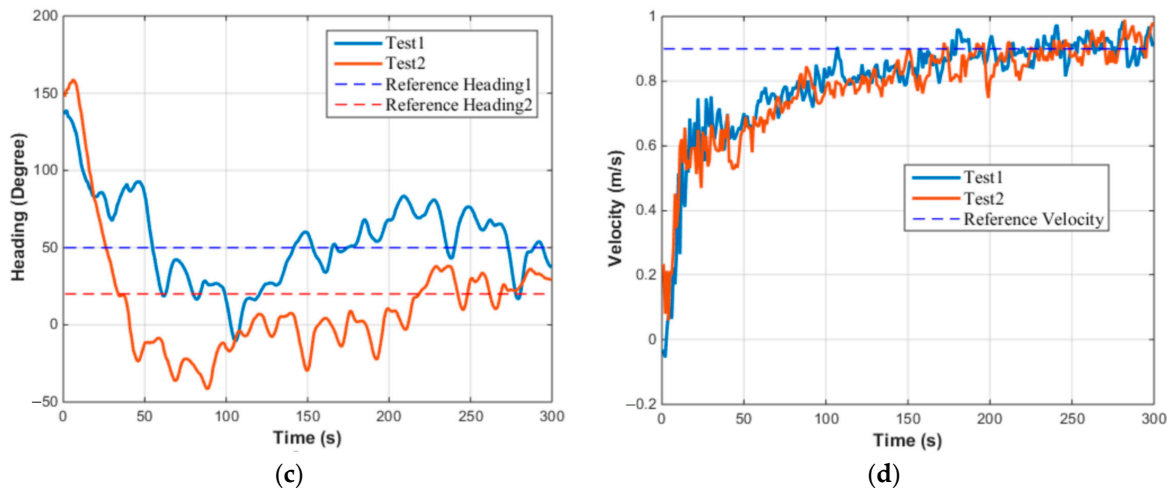 200
150
100
50
0
−50
Heading (Degree)
Test1
Test2
Reference Heading1
Reference Heading2
0 50 100 150 200 250 300
Time (s)
(c)
1
0.8
0.6
0.4
0.2
0
−0.2
Velocity (m/s)
Test1
Test2
Reference Velocity
0 50 100 150 200 250 300
Time (s)
(d)